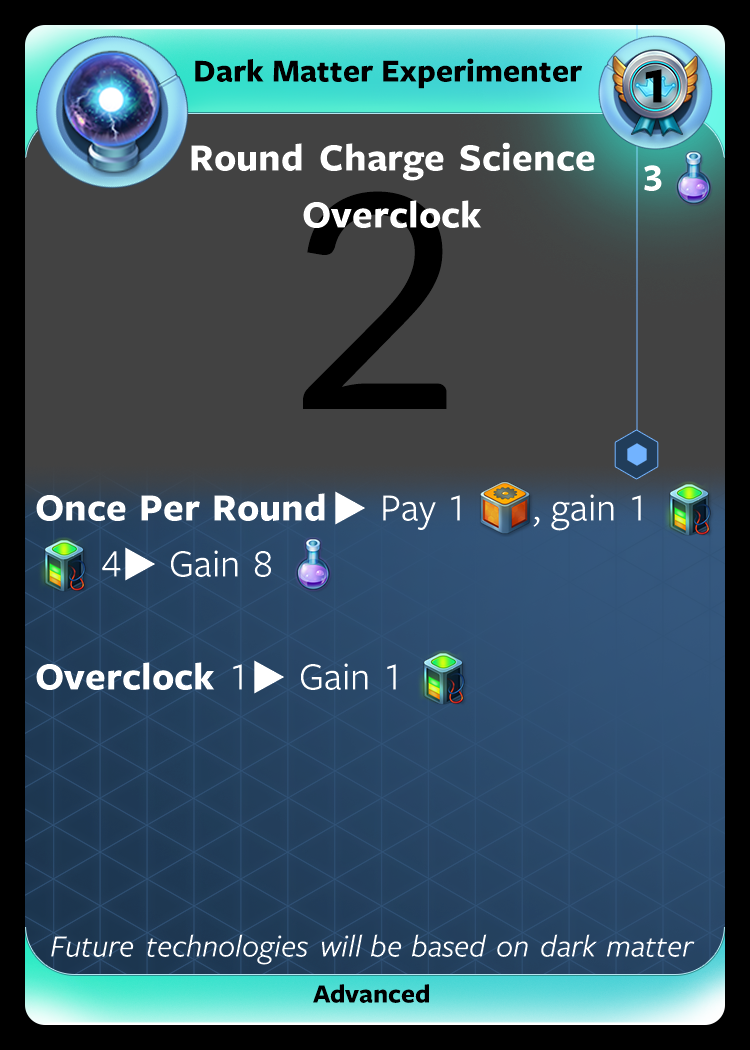 Dark Matter Experimenter
1
Round Charge Science
3
Overclock
2
Once Per Round▶ Pay 1 , gain 1
4▶ Gain 8
Overclock 1▶ Gain 1
Future technologies will be based on dark matter
Advanced